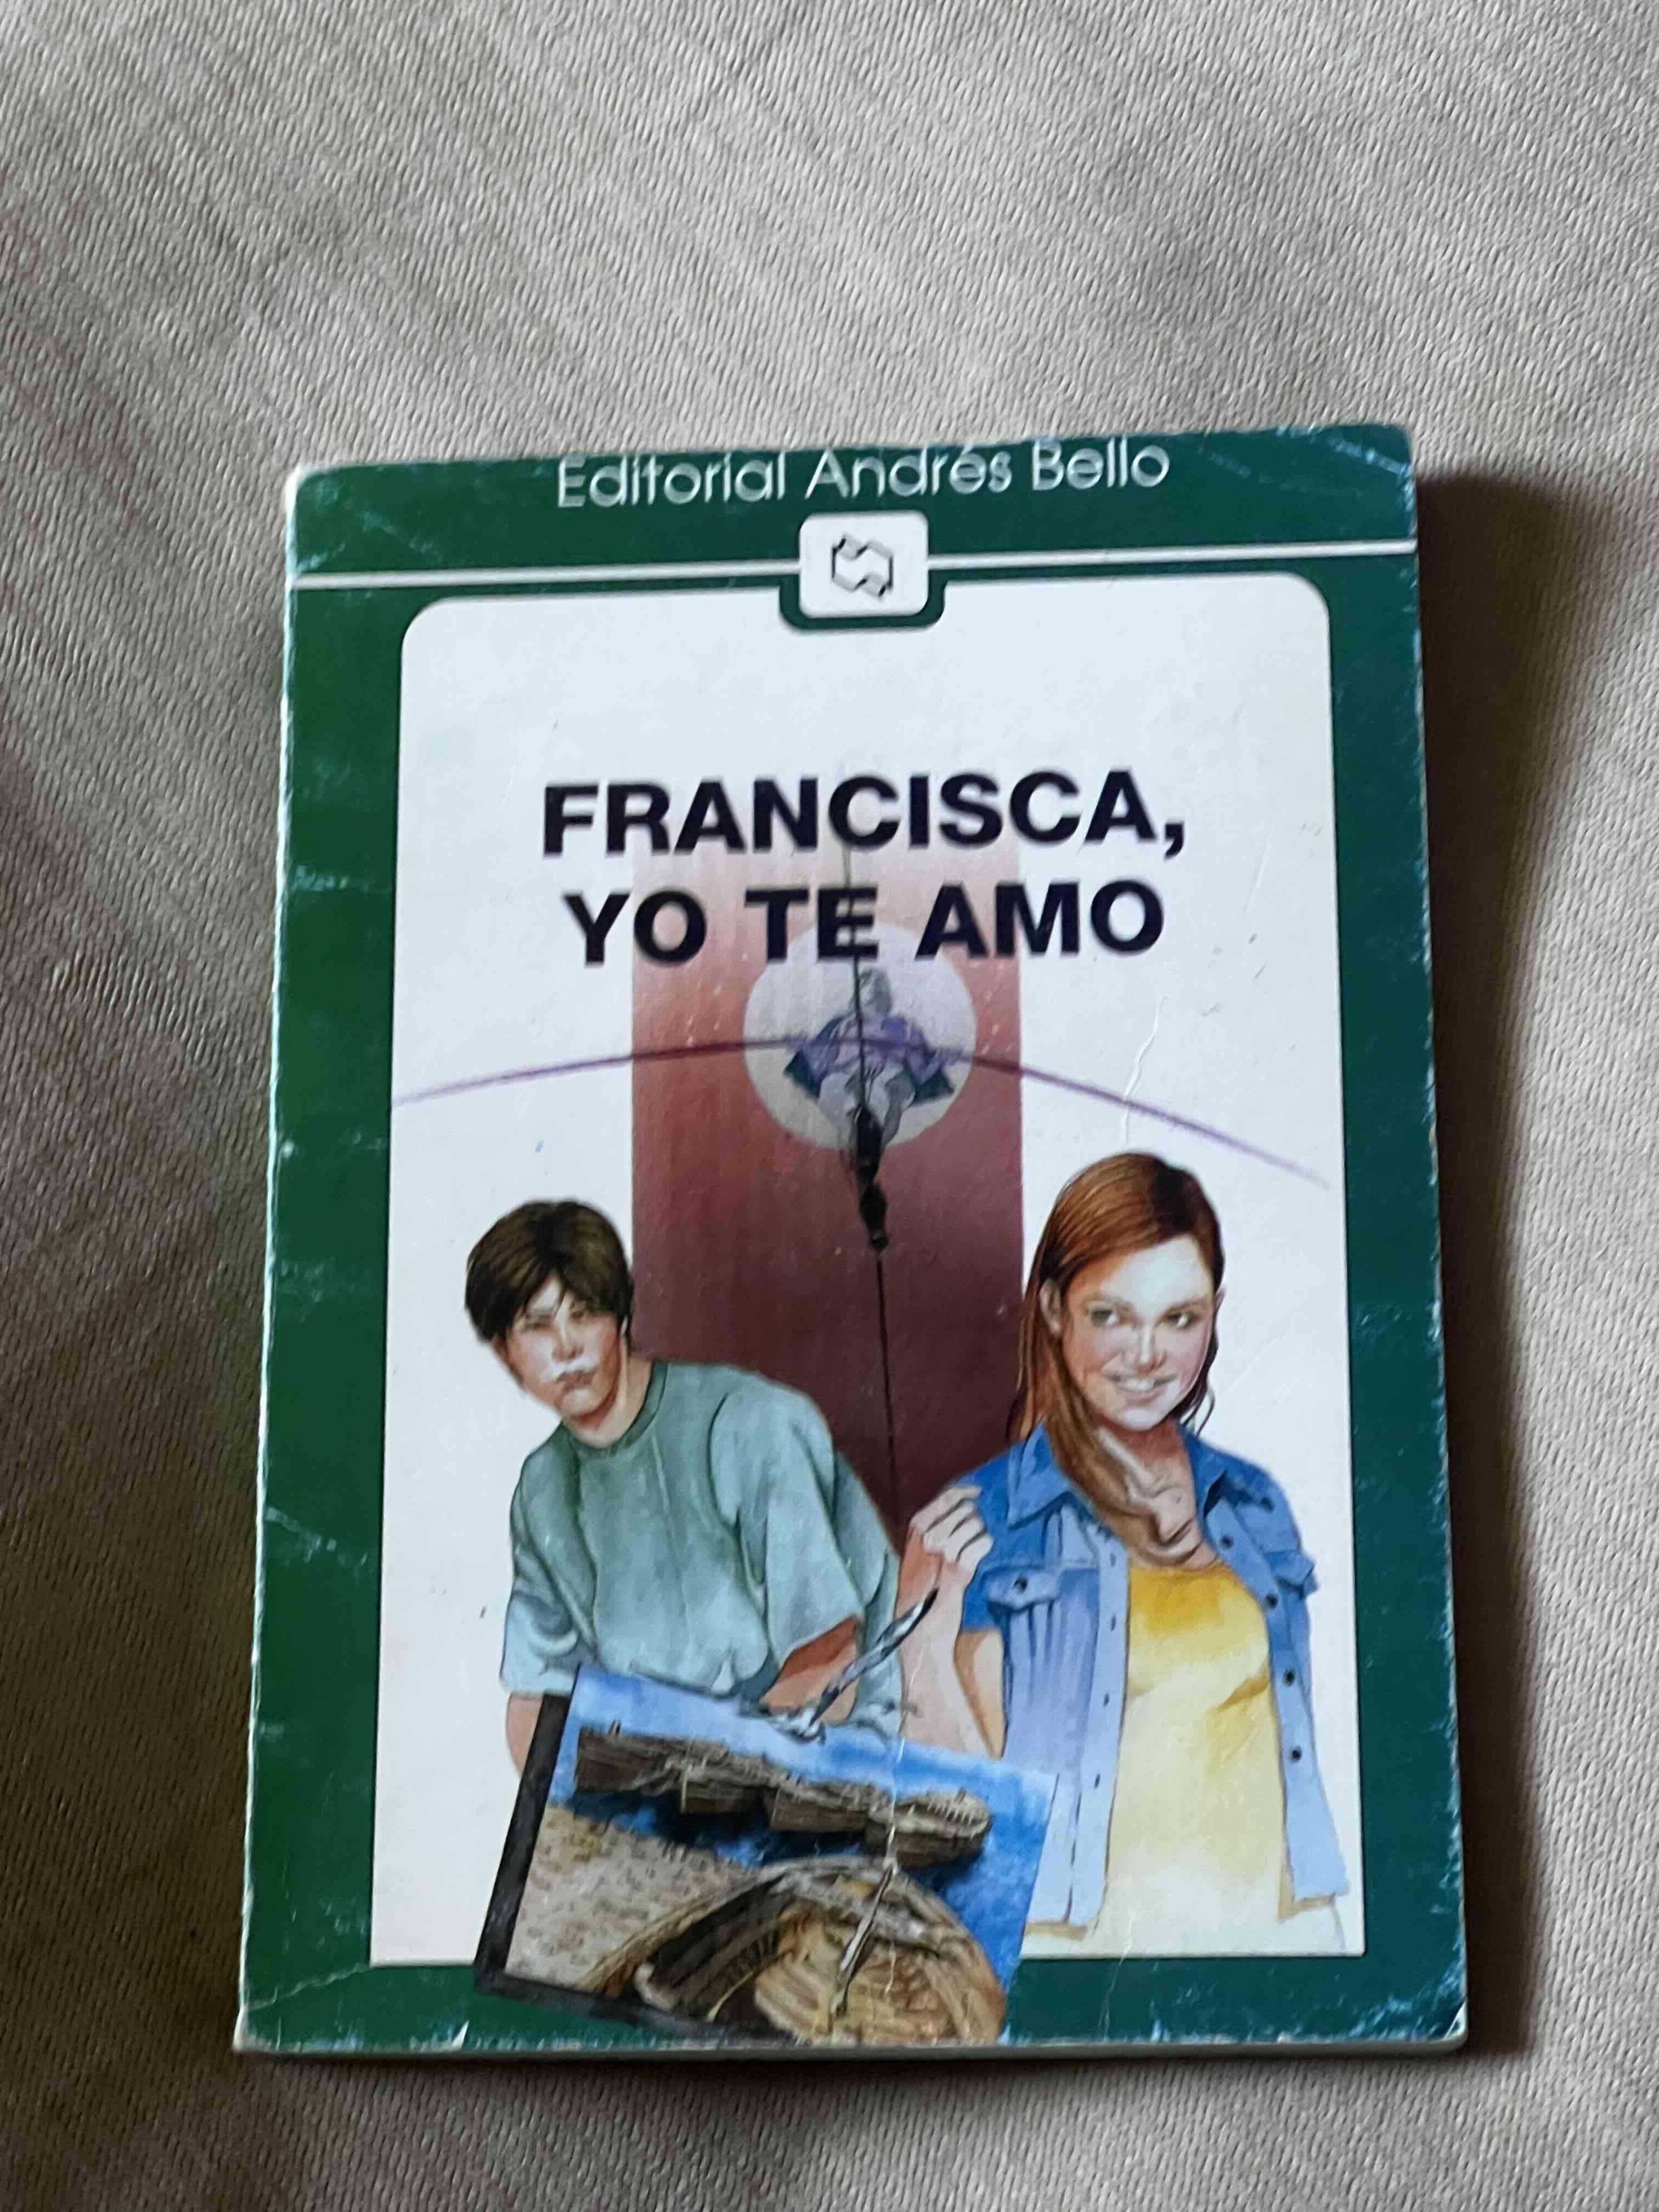 Editorial Andrés Bello
FRANCISCA,
YO TE AMO